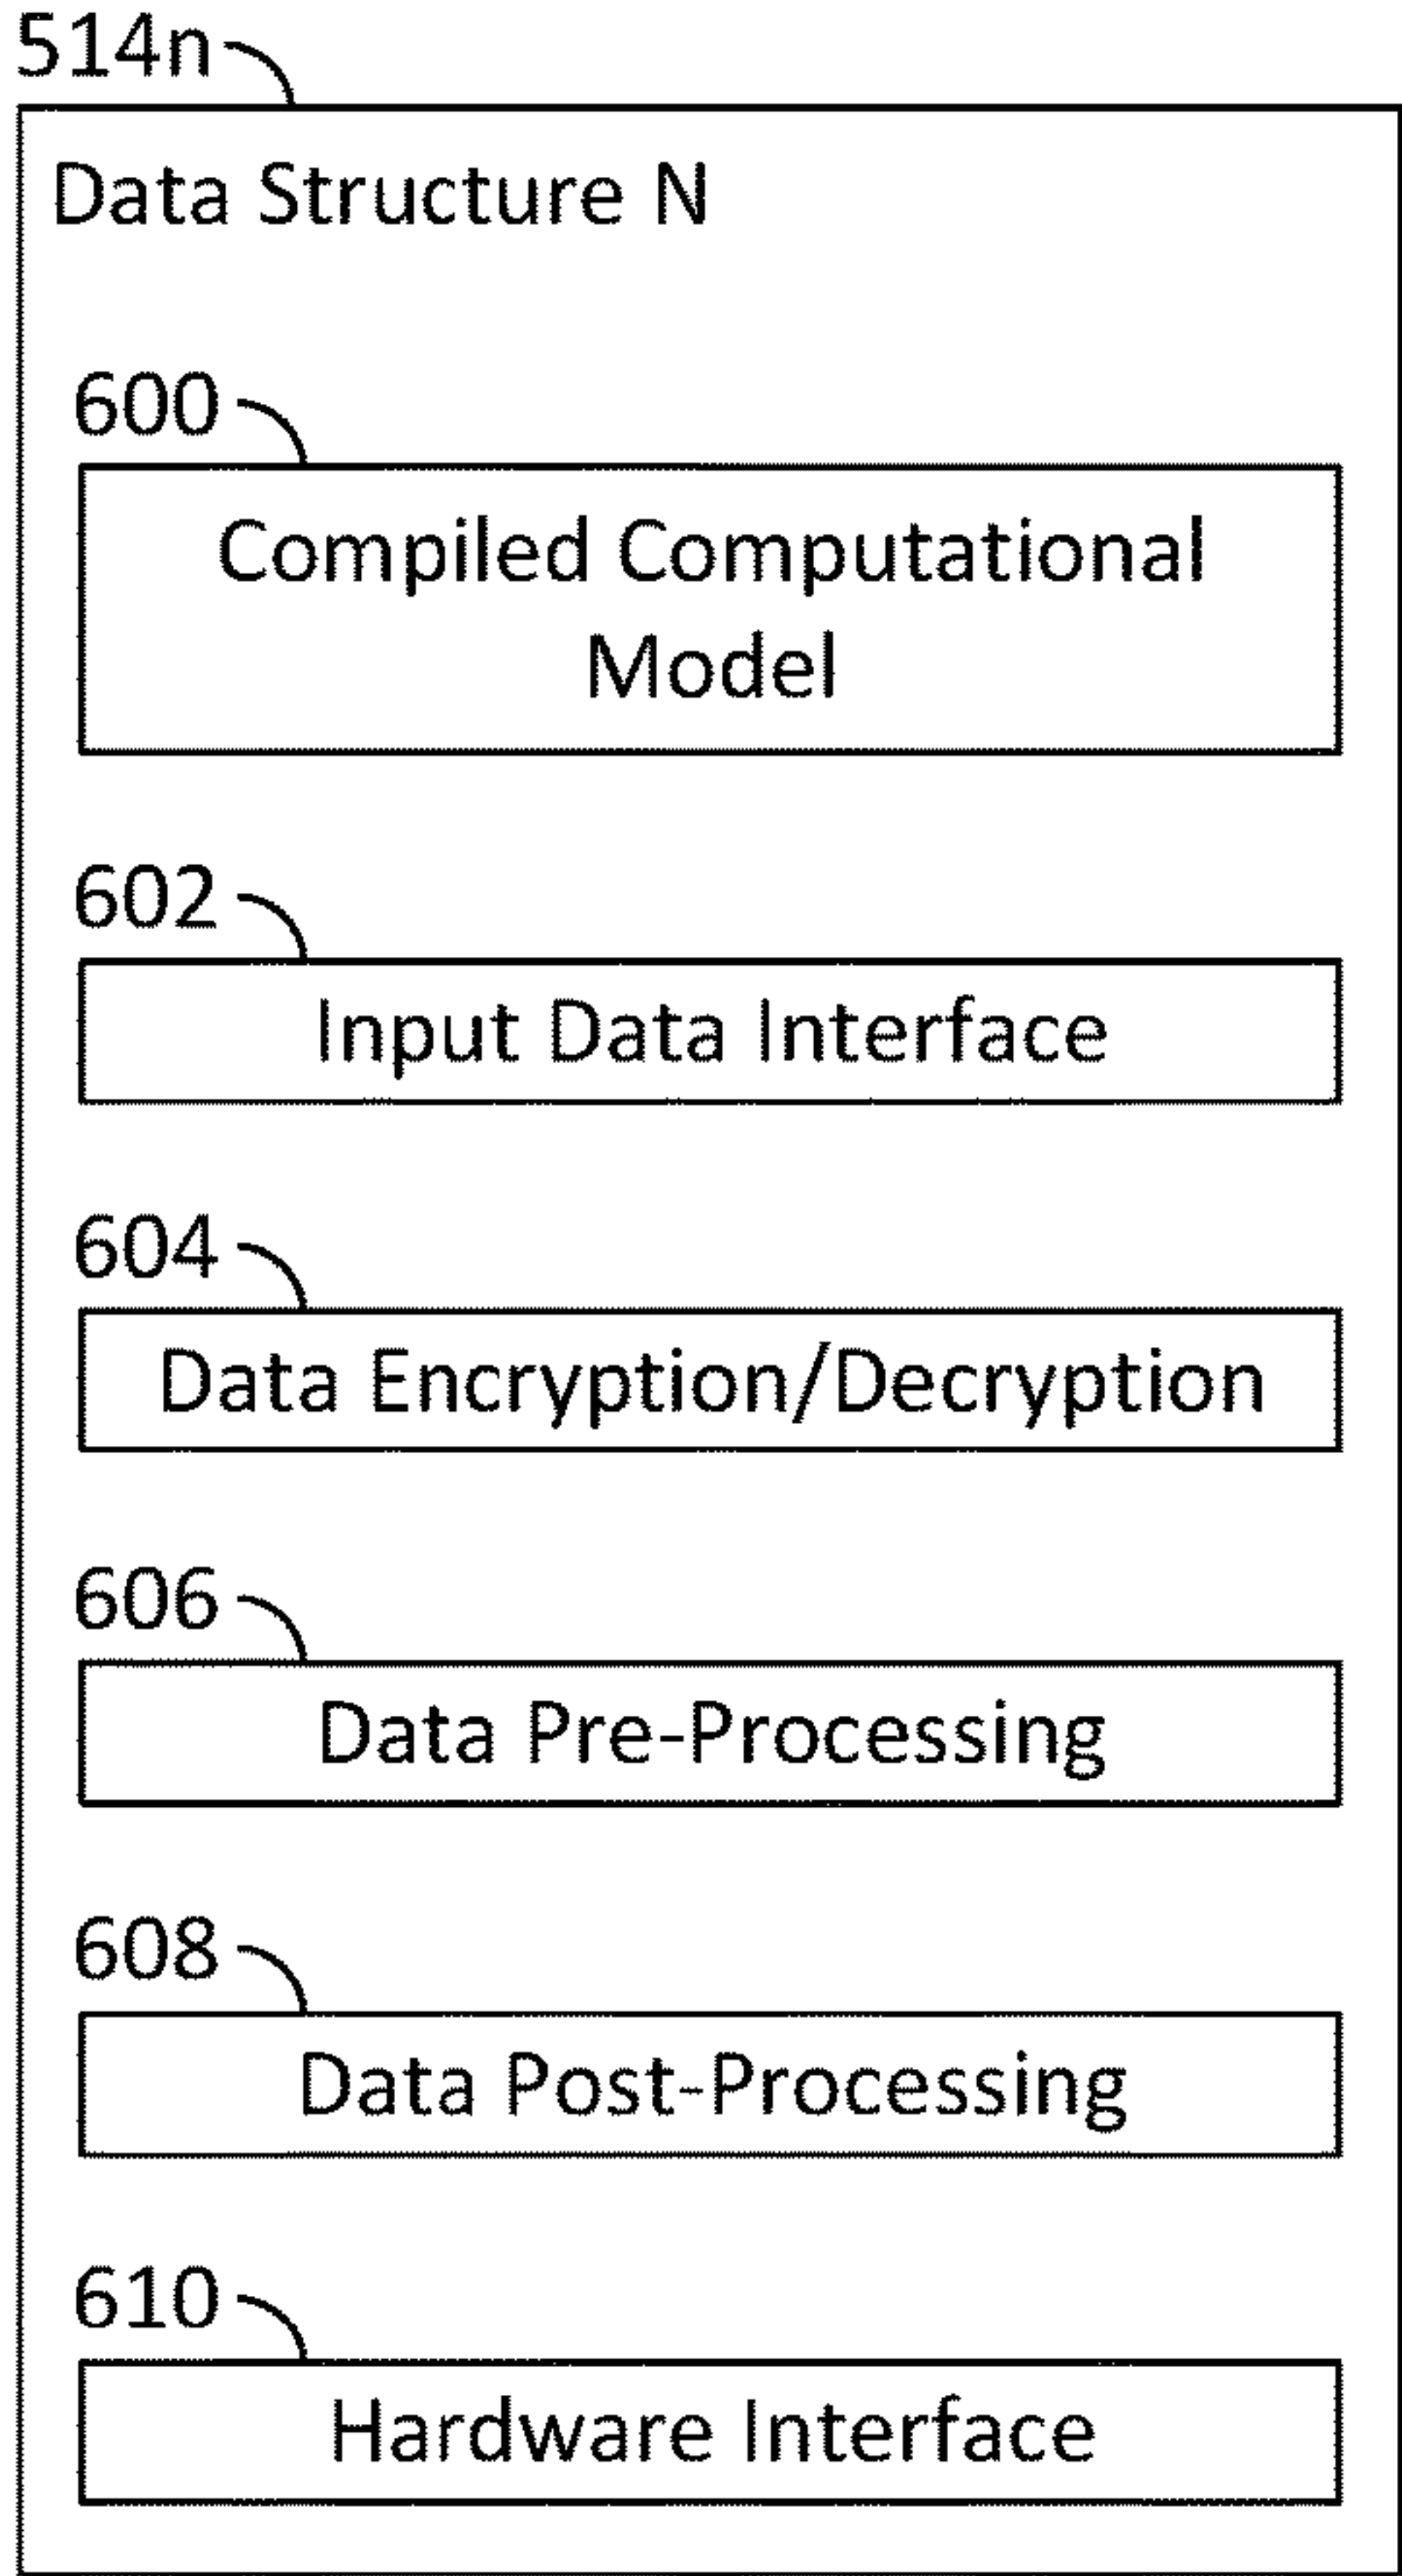 514n
Data Structure N
600
Compiled Computational
Model
602
Input Data Interface
604
Data Encryption/Decryption
606
Data Pre-Processing
608
Data Post-Processing
610
Hardware Interface